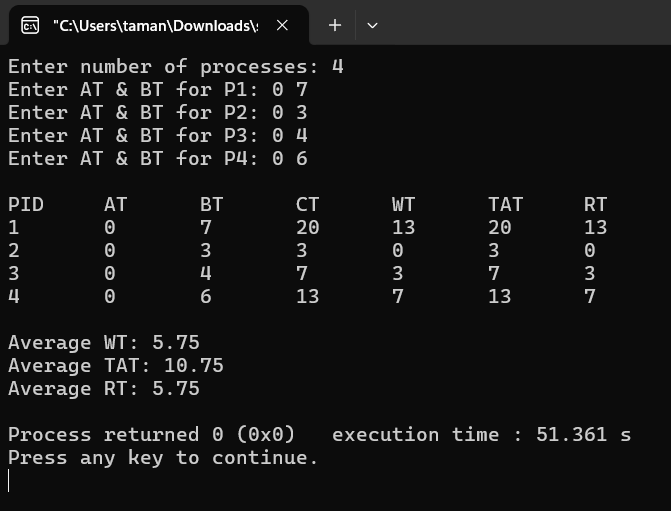 "C:\Users\taman\Downloads\s
Enter number of processes: 4
Enter AT & BT for P1: 0 7
Enter AT & BT for P2: 0 3
Enter AT & BT for P3: 0 4
Enter AT & BT for P4: 0 6
PID AT BT CT WT TAT RT
1 0 7 20 13 20 13
2 0 3 3 0 3 0
3 0 4 7 3 7 3
4 0 6 13 7 13 7
Average WT: 5.75
Average TAT: 10.75
Average RT: 5.75
Process returned 0 (0x0) execution time : 51.361 s
Press any key to continue.